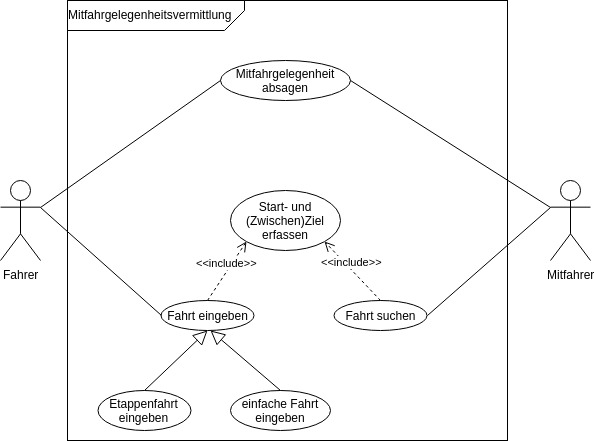 Mitfahrgelegenheitsvermittlung
Mitfahrgelegenheit
absagen
Start- und
(Zwischen)Ziel
erfassen
<<include>>
<<include>>
Fahrer
Mitfahrer
Fahrt eingeben
Fahrt suchen
Etappenfahrt
eingeben
einfache Fahrt
eingeben